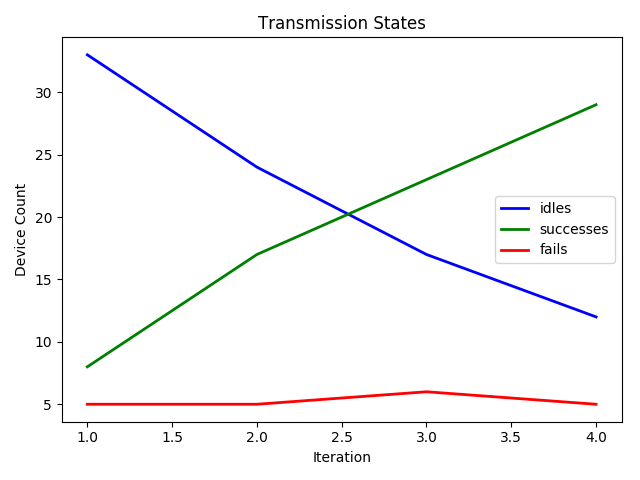 Transmission States
Device Count
30
25
20
15
10
5
idles
successes
fails
1.0 1.5 2.0 2.5 3.0 3.5 4.0
Iteration